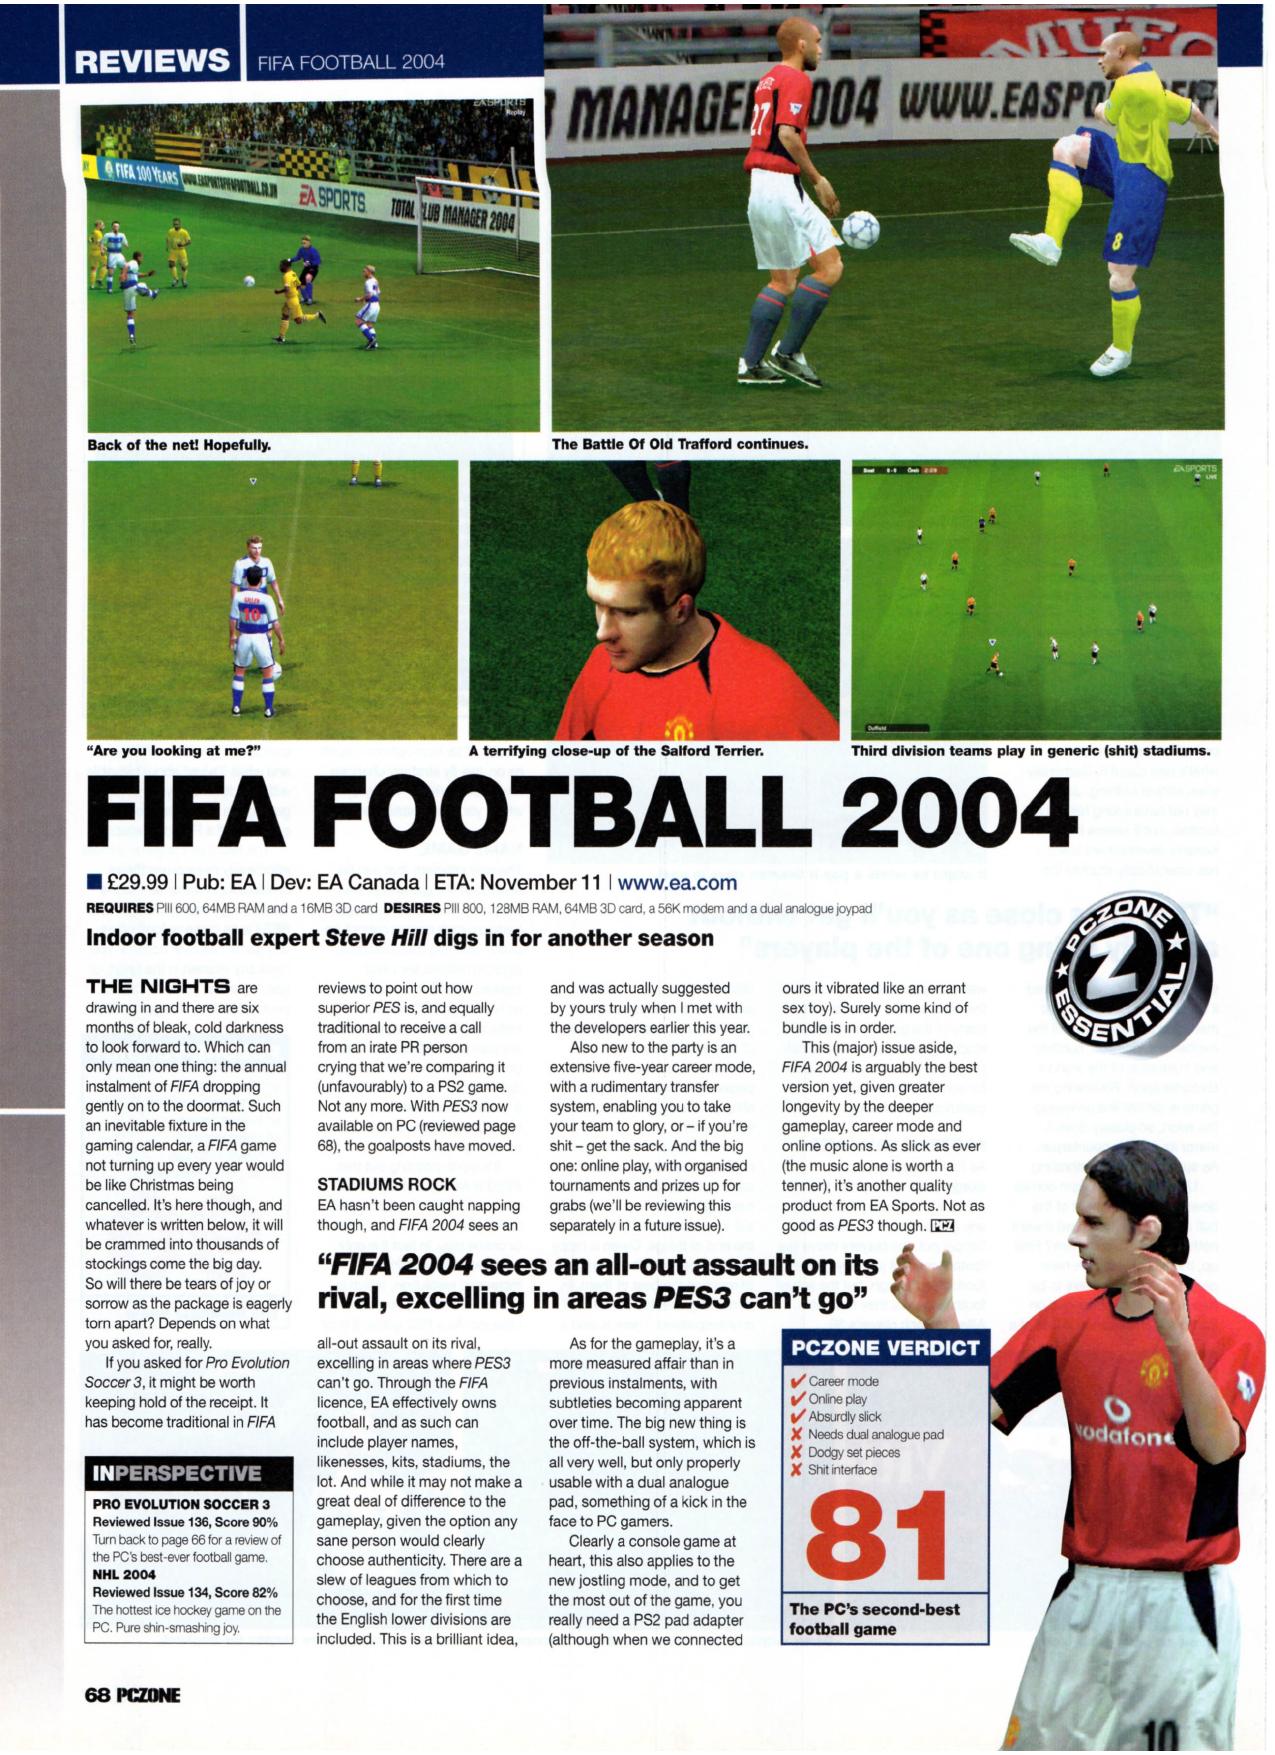 REVIEWS
FIFA FOOTBALL 2004
EA SPORTS
Replay
FIFA 100 YEARS
WWW.EASPORTSFIFAFOOTBALL.CO.UK
EA SPORTS
TOTAL CLUB MANAGER 2004
MUFC
B MANAGER 2004 WWW.EASPO
27
8
Back of the net! Hopefully.
The Battle Of Old Trafford continues.
10
EA SPORTS
LIVE
0 - 0
2:09
Duffield
"Are you looking at me?"
A terrifying close-up of the Salford Terrier.
Third division teams play in generic (shit) stadiums.
FIFA FOOTBALL 2004
£29.99 | Pub: EA | Dev: EA Canada | ETA: November 11 | www.ea.com
REQUIRES PIII 600, 64MB RAM and a 16MB 3D card DESIRES PIII 800, 128MB RAM, 64MB 3D card, a 56K modem and a dual analogue joypad
Indoor football expert Steve Hill digs in for another season
PCZONE
Z
ESSENTIAL
THE NIGHTS are
drawing in and there are six
months of bleak, cold darkness
to look forward to. Which can
only mean one thing: the annual
instalment of FIFA dropping
gently on to the doormat. Such
an inevitable fixture in the
gaming calendar, a FIFA game
not turning up every year would
be like Christmas being
cancelled. It's here though, and
whatever is written below, it will
be crammed into thousands of
stockings come the big day.
So will there be tears of joy or
sorrow as the package is eagerly
torn apart? Depends on what
you asked for, really.
If you asked for Pro Evolution
Soccer 3, it might be worth
keeping hold of the receipt. It
has become traditional in FIFA
reviews to point out how
superior PES is, and equally
traditional to receive a call
from an irate PR person
crying that we're comparing it
(unfavourably) to a PS2 game.
Not any more. With PES3 now
available on PC (reviewed page
68), the goalposts have moved.
STADIUMS ROCK
EA hasn't been caught napping
though, and FIFA 2004 sees an
"FIFA 2004 sees an all-out assault on its
rival, excelling in areas PES3 can't go"
all-out assault on its rival,
excelling in areas where PES3
can't go. Through the FIFA
licence, EA effectively owns
football, and as such can
include player names,
likenesses, kits, stadiums, the
lot. And while it may not make a
great deal of difference to the
gameplay, given the option any
sane person would clearly
choose authenticity. There are a
slew of leagues from which to
choose, and for the first time
the English lower divisions are
included. This is a brilliant idea,
and was actually suggested
by yours truly when I met with
the developers earlier this year.
Also new to the party is an
extensive five-year career mode,
with a rudimentary transfer
system, enabling you to take
your team to glory, or – if you're
shit – get the sack. And the big
one: online play, with organised
tournaments and prizes up for
grabs (we'll be reviewing this
separately in a future issue).
As for the gameplay, it's a
more measured affair than in
previous instalments, with
subtleties becoming apparent
over time. The big new thing is
the off-the-ball system, which is
all very well, but only properly
usable with a dual analogue
pad, something of a kick in the
face to PC gamers.
Clearly a console game at
heart, this also applies to the
new jostling mode, and to get
the most out of the game, you
really need a PS2 pad adapter
(although when we connected
ours it vibrated like an errant
sex toy). Surely some kind of
bundle is in order.
This (major) issue aside,
FIFA 2004 is arguably the best
version yet, given greater
longevity by the deeper
gameplay, career mode and
online options. As slick as ever
(the music alone is worth a
tenner), it's another quality
product from EA Sports. Not as
good as PES3 though. PCZ
INPERSPECTIVE
PRO EVOLUTION SOCCER 3
Reviewed Issue 136, Score 90%
Turn back to page 66 for a review of
the PC's best-ever football game.
NHL 2004
Reviewed Issue 134, Score 82%
The hottest ice hockey game on the
PC. Pure shin-smashing joy.
PCZONE VERDICT
✓ Career mode
✓ Online play
✓ Absurdly slick
✗ Needs dual analogue pad
✗ Dodgy set pieces
✗ Shit interface
81
The PC's second-best
football game
vodafone
10
68 PCZONE